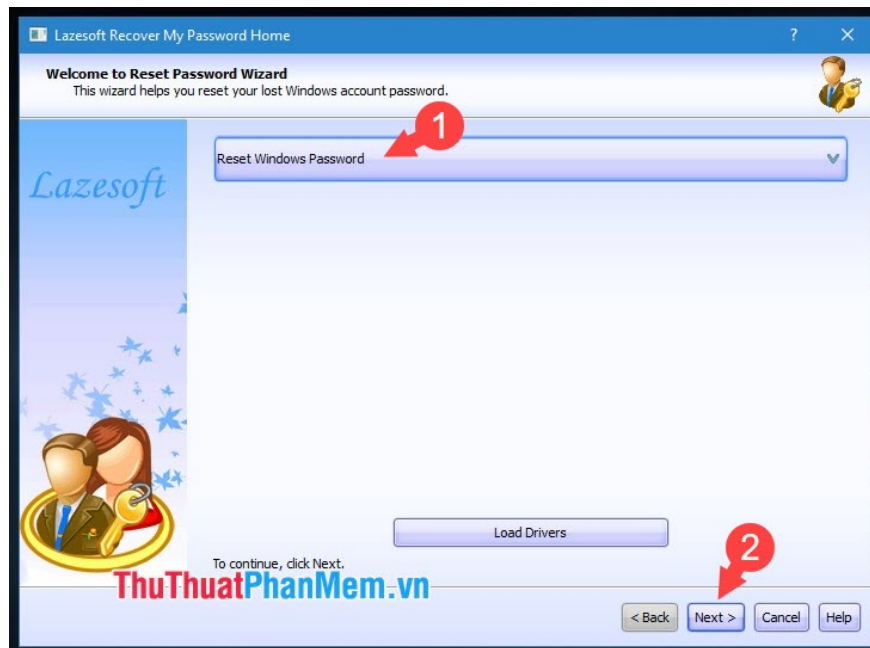 Lazesoft Recover My Password Home
?
Welcome to Reset Password Wizard
This wizard helps you reset your lost Windows account password.
1
Reset Windows Password
Lazesoft
Load Drivers
2
To continue, click Next.
ThuThuatPhanMem.vn
< Back
Next >
Cancel
Help